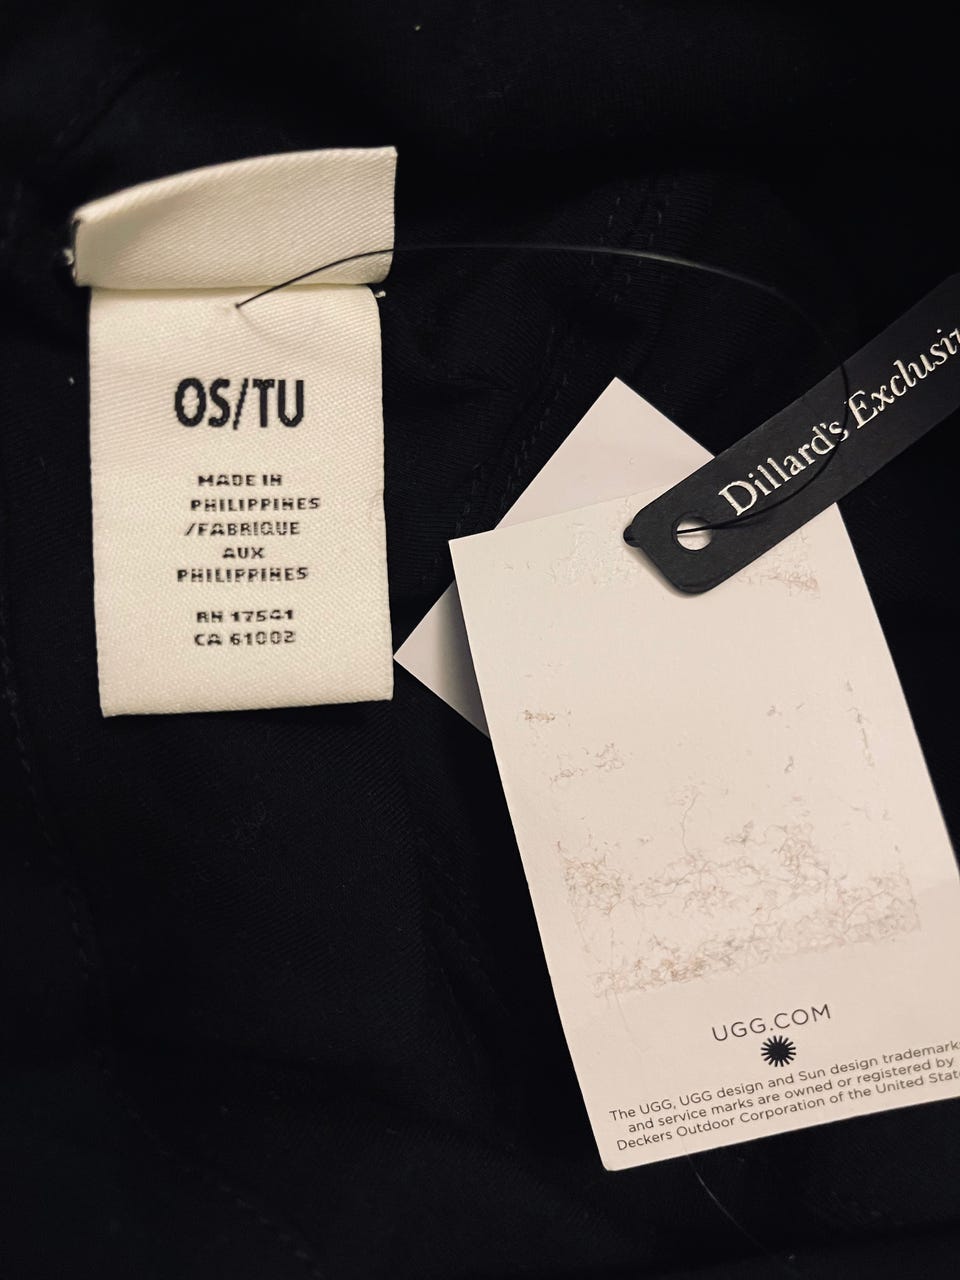 OS/TU
MADE IN
PHILIPPINES
/FABRIQUE
AUX
PHILIPPINES
RN 17541
CA 61002
Dillard's
UGG.COM
The UGG, UGG design and Sun design
and service marks are owned or registered by
Deckers Outdoor Corporation of the United